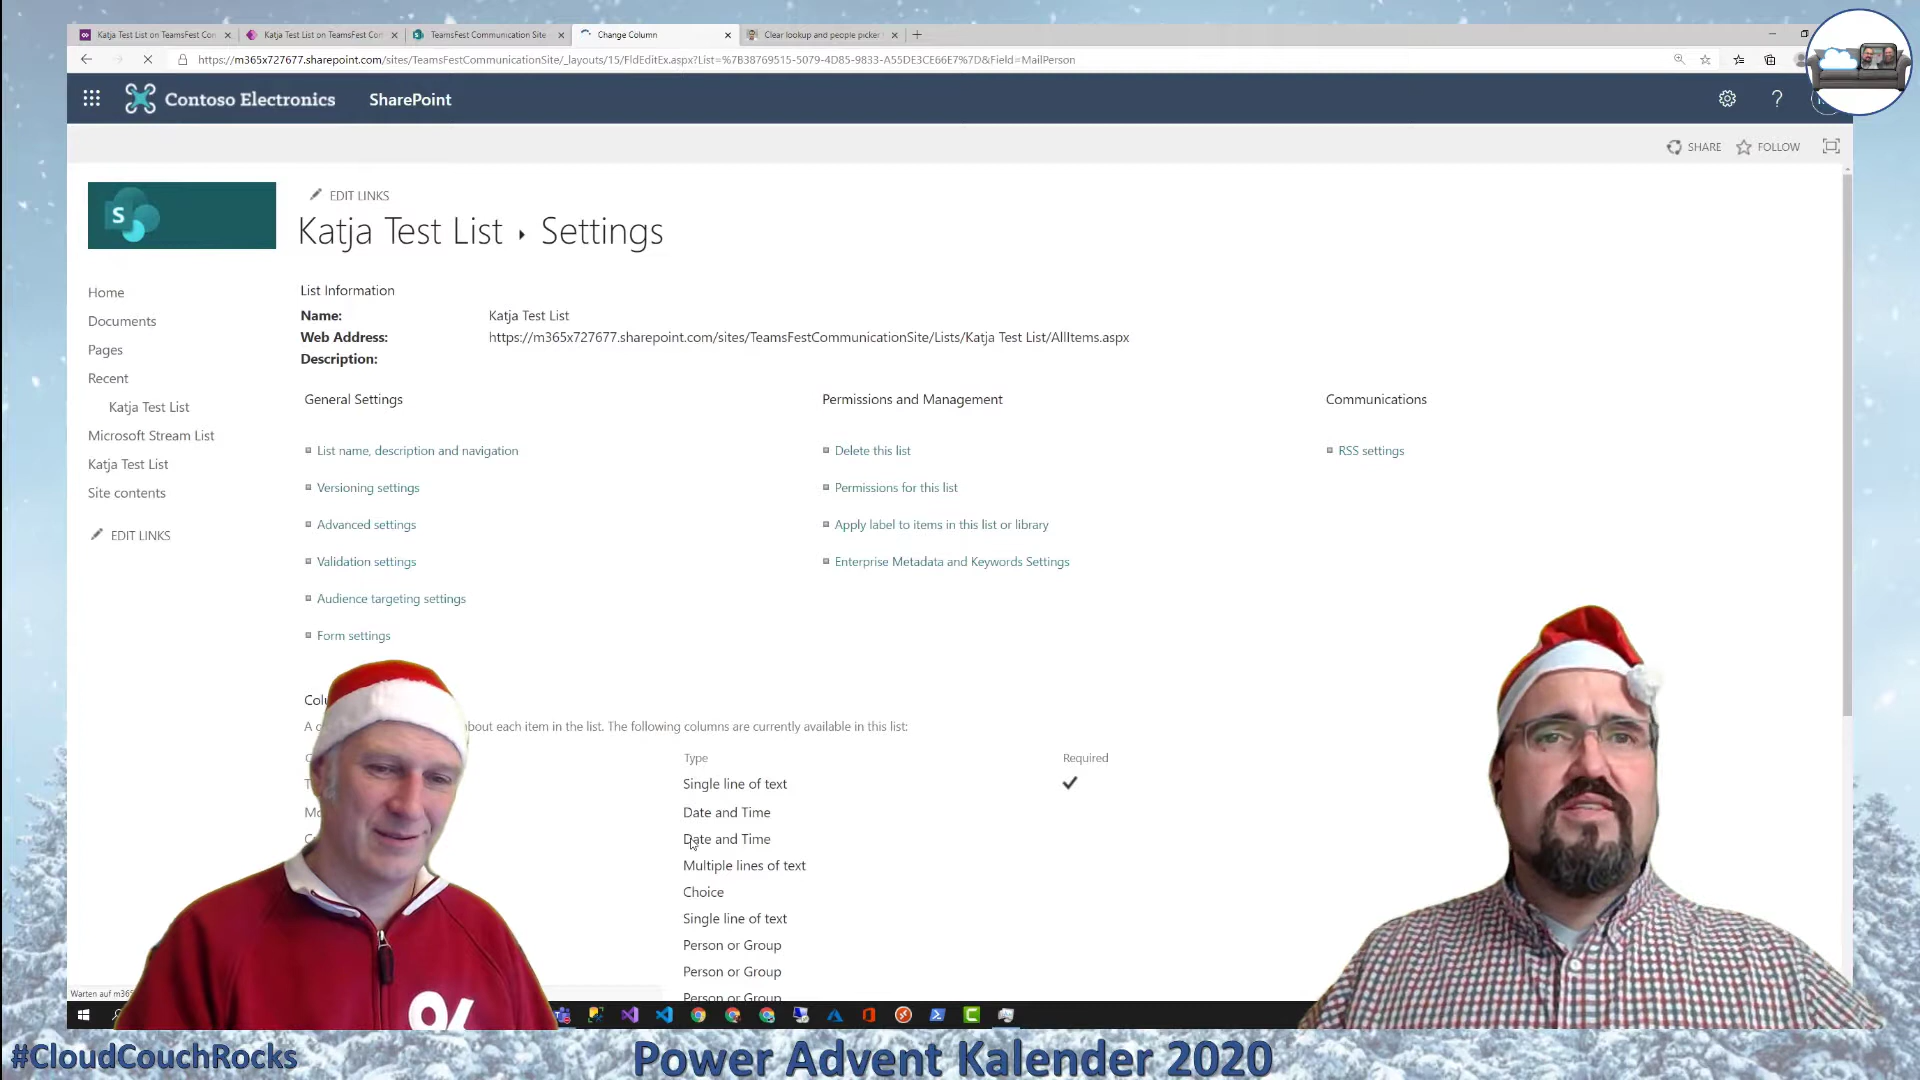 Katja Test List on TeamsFest Con
Katja Test List on TeamsFest Con
TeamsFest Communication Site
Change Column
Clear lookup and people picker
https://m365x727677.sharepoint.com/sites/TeamsFestCommunicationSite/_layouts/15/FldEditEx.aspx?List=%7B38769515-5079-4D85-9833-A55DE3CE66E7%7D&Field=MailPerson
Contoso Electronics
SharePoint
SHARE
FOLLOW
S
EDIT LINKS
Katja Test List ▸ Settings
Home
Documents
Pages
Recent
Katja Test List
Microsoft Stream List
Katja Test List
Site contents
EDIT LINKS
List Information
Name: Katja Test List
Web Address: https://m365x727677.sharepoint.com/sites/TeamsFestCommunicationSite/Lists/Katja Test List/AllItems.aspx
Description:
General Settings
List name, description and navigation
Versioning settings
Advanced settings
Validation settings
Audience targeting settings
Form settings
Permissions and Management
Delete this list
Permissions for this list
Apply label to items in this list or library
Enterprise Metadata and Keywords Settings
Communications
RSS settings
about each item in the list. The following columns are currently available in this list:
Type Required
Single line of text
Date and Time
Date and Time
Multiple lines of text
Choice
Single line of text
Person or Group
Person or Group
Person or Group
Warten auf m365
#CloudCouchRocks
Power Advent Kalender 2020